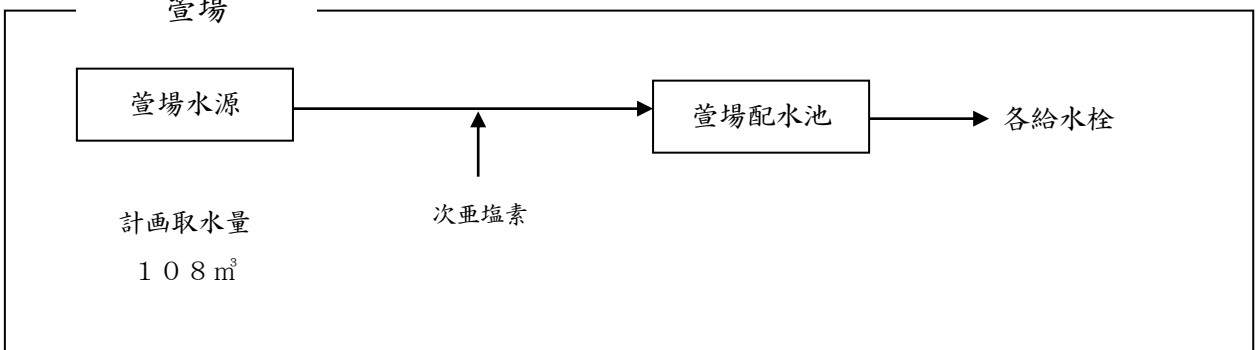 萱場
萱場水源
萱場配水池
各給水栓
次亜塩素
計画取水量
１０８㎥